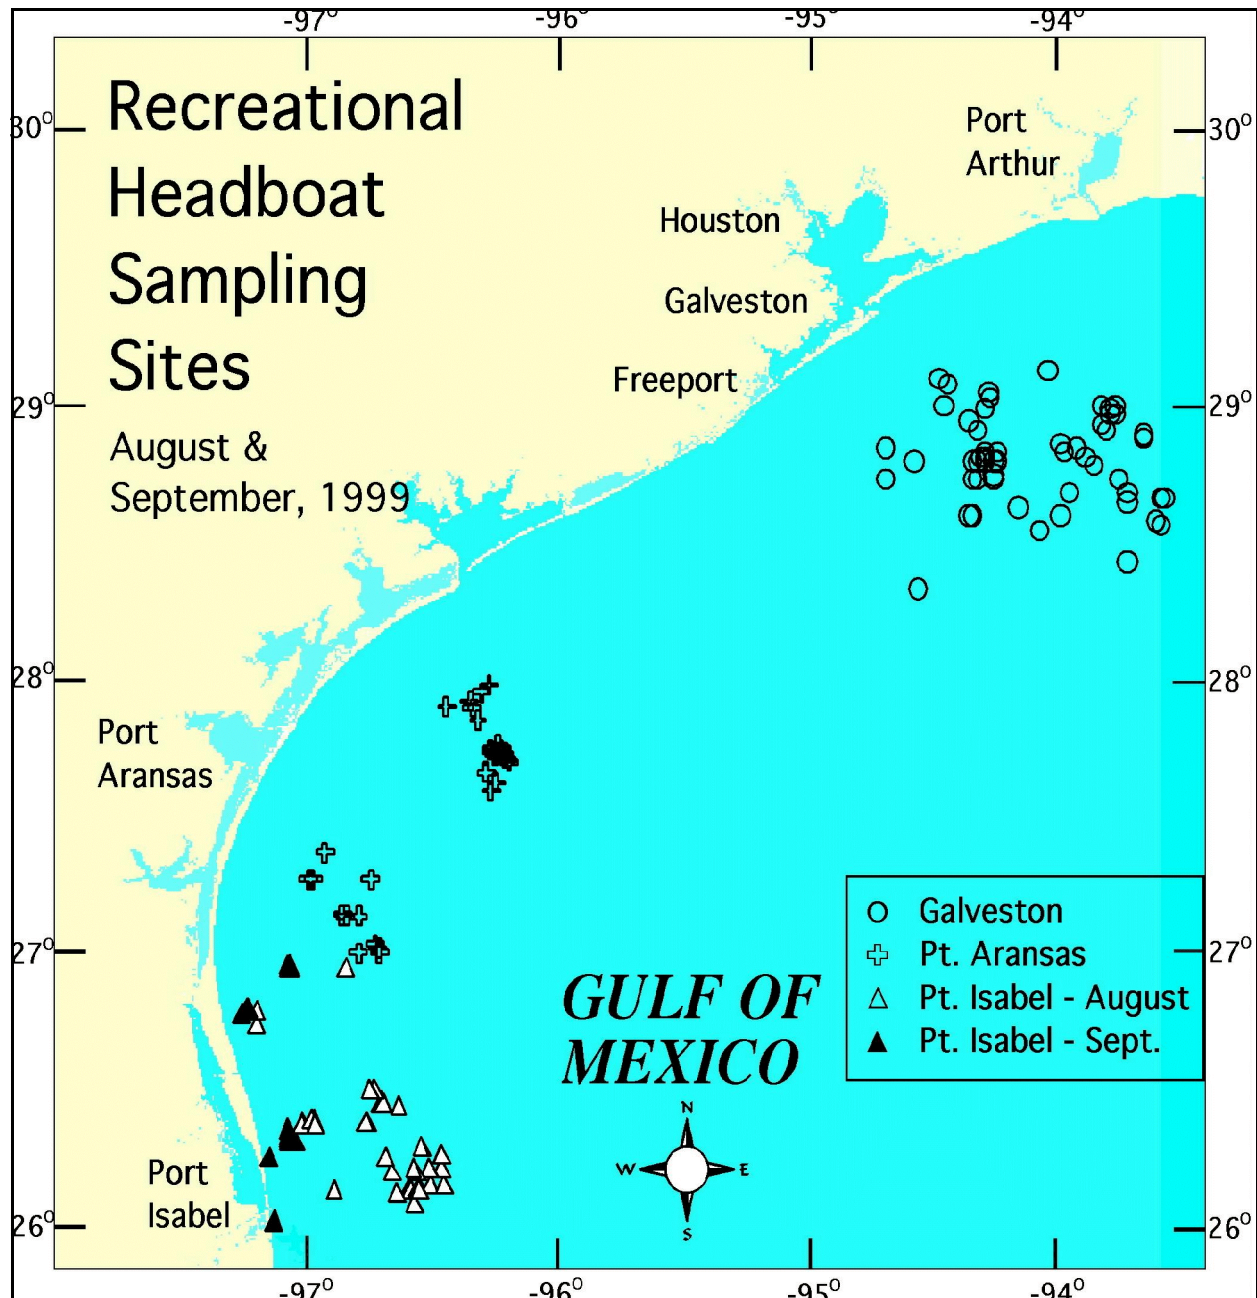 -97° -96° -95° -94°
Recreational
Headboat
Sampling
Sites
August &
September, 1999
30° 30°
Port
Arthur
Houston
Galveston
Freeport
29° 29°
28° 28°
Port
Aransas
27° 27°
Galveston
Pt. Aransas
Pt. Isabel - August
Pt. Isabel - Sept.
GULF OF
MEXICO
N
W E
S
Port
Isabel
26° 26°
-97° -96° -95° -94°